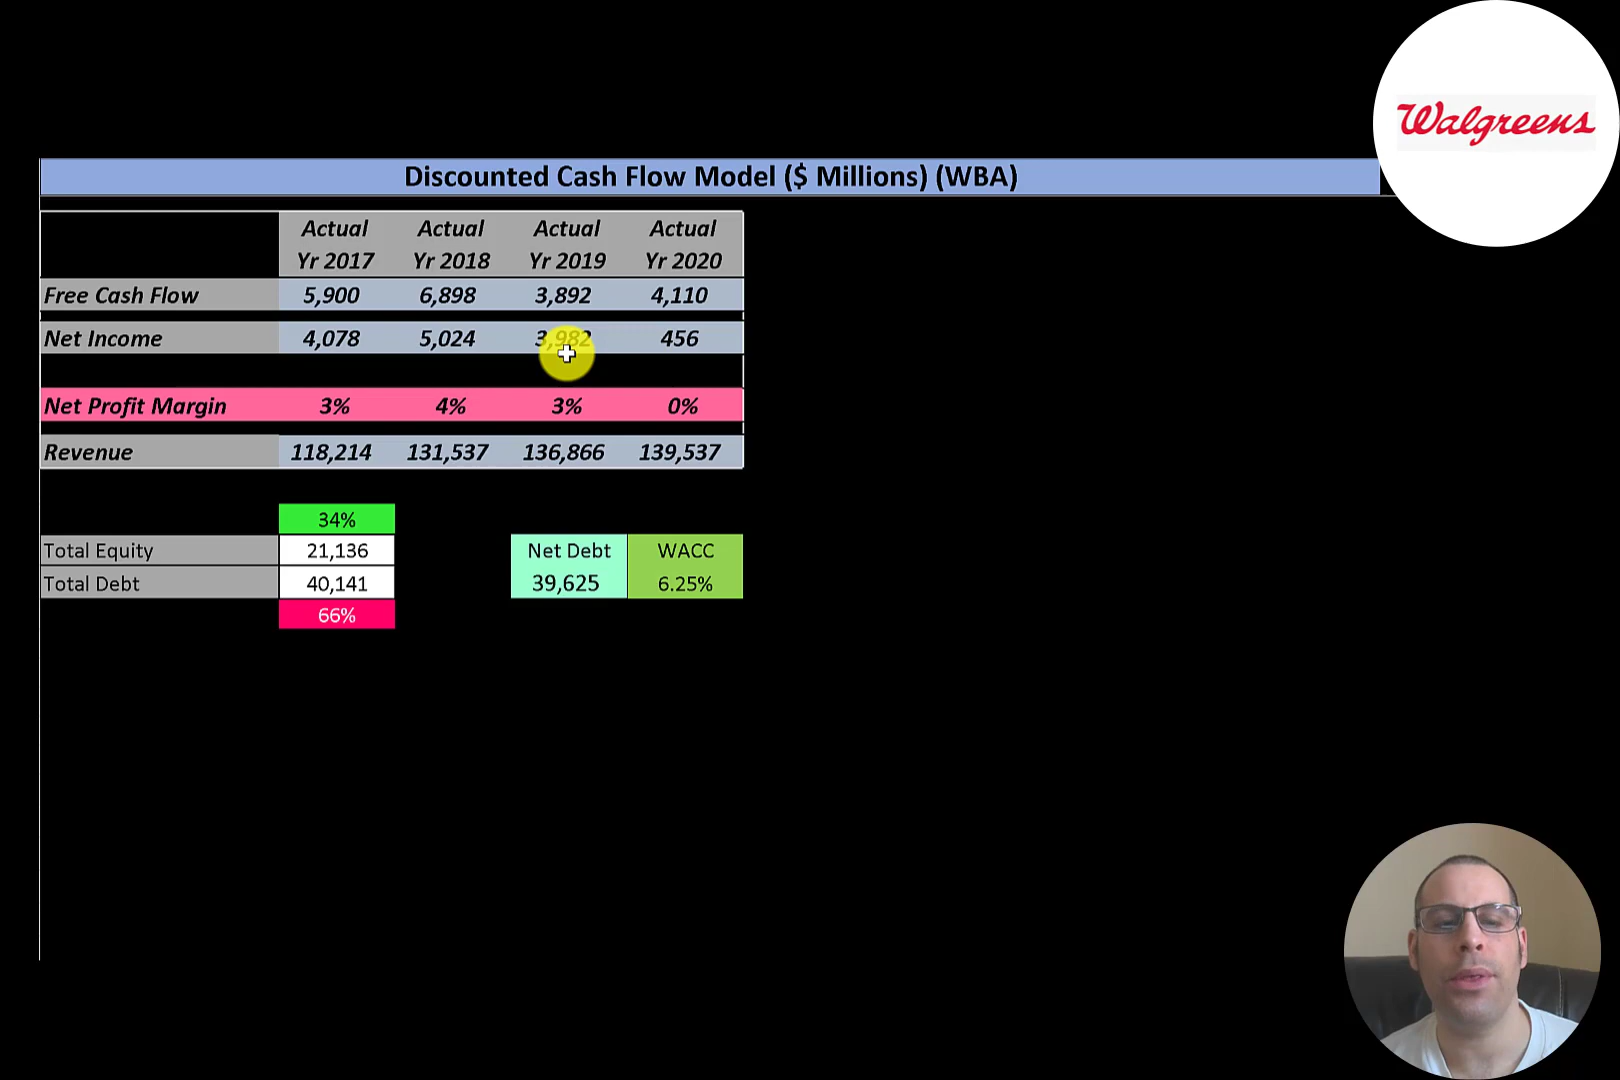 Walgreens
Discounted Cash Flow Model ($ Millions) (WBA)
Actual Actual Actual Actual
Yr 2017 Yr 2018 Yr 2019 Yr 2020
Free Cash Flow 5,900 6,898 3,892 4,110
Net Income 4,078 5,024 3,982 456
Net Profit Margin 3% 4% 3% 0%
Revenue 118,214 131,537 136,866 139,537
34%
Total Equity 21,136 Net Debt WACC
Total Debt 40,141 39,625 6.25%
66%